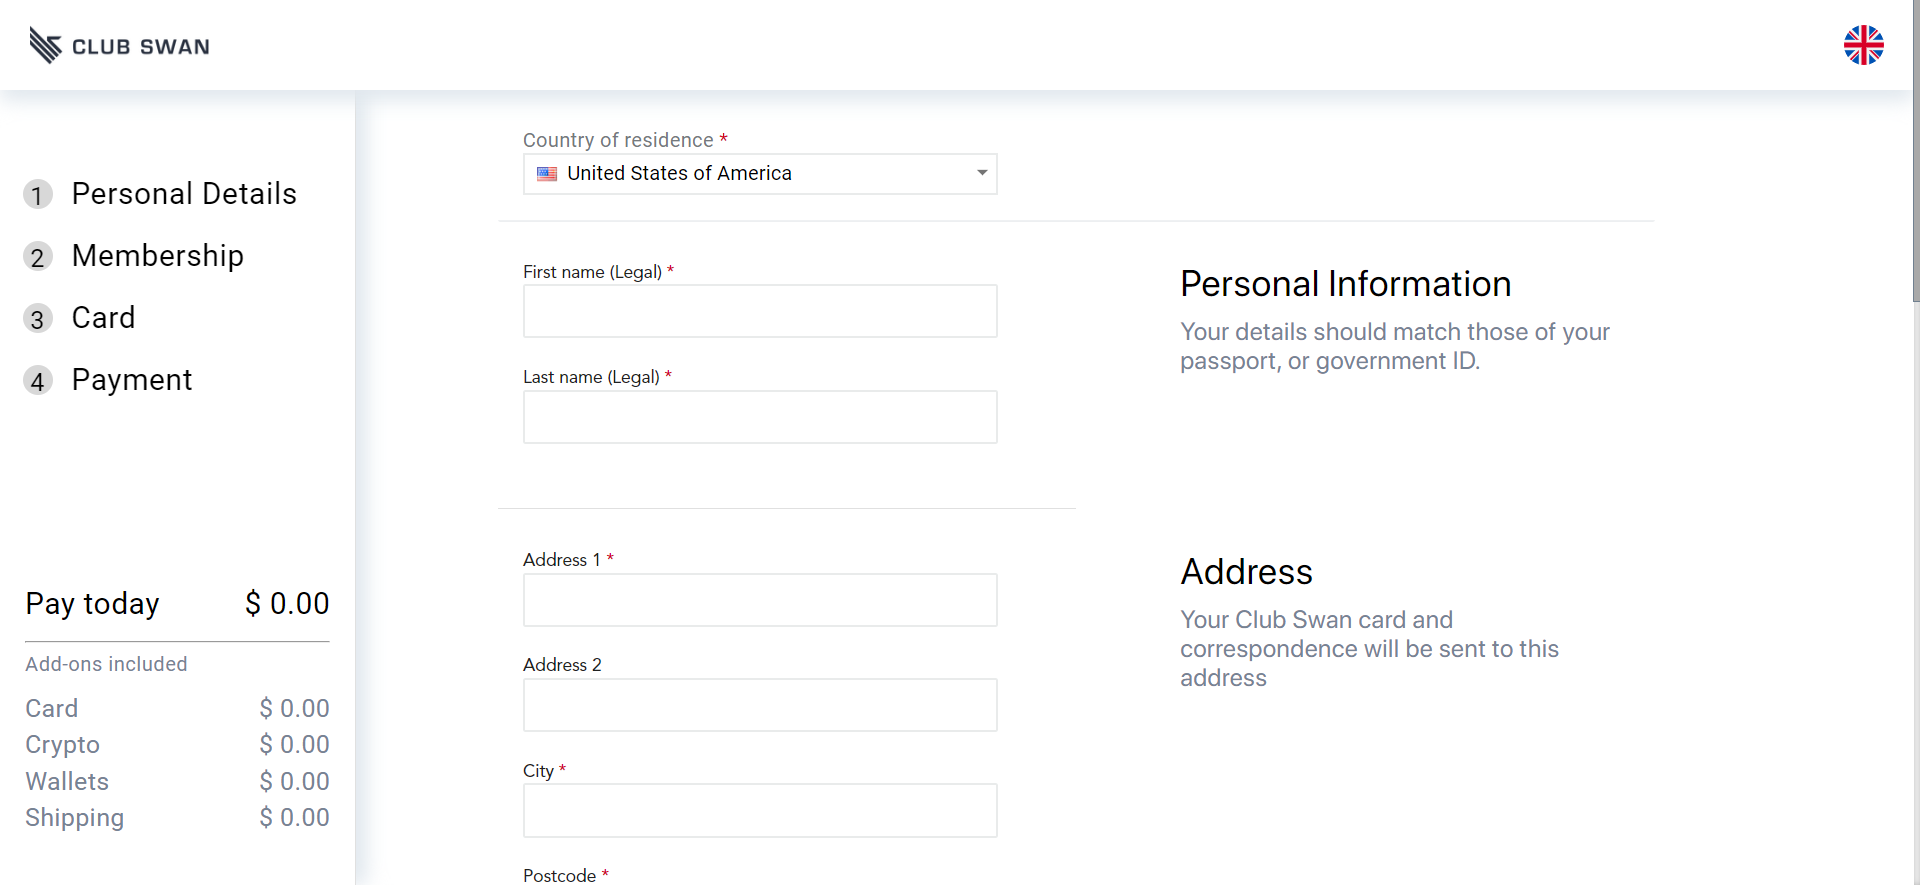 CLUB SWAN
1 Personal Details
2 Membership
3 Card
4 Payment
Pay today $ 0.00
Add-ons included
Card $ 0.00
Crypto $ 0.00
Wallets $ 0.00
Shipping $ 0.00
Country of residence *
United States of America
First name (Legal) *
Last name (Legal) *
Personal Information
Your details should match those of your
passport, or government ID.
Address 1 *
Address 2
City *
Postcode *
Address
Your Club Swan card and
correspondence will be sent to this
address